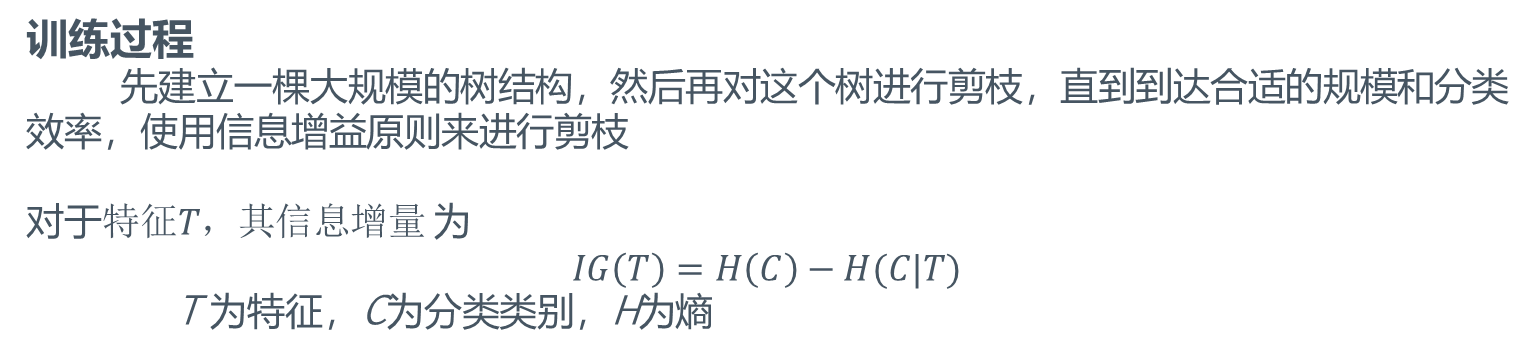 训练过程
先建立一棵大规模的树结构，然后再对这个树进行剪枝，直到到达合适的规模和分类
效率，使用信息增益原则来进行剪枝
对于特征T，其信息增量 为
IG(T) = H(C) − H(C|T)
T为特征，C为分类类别，H为熵